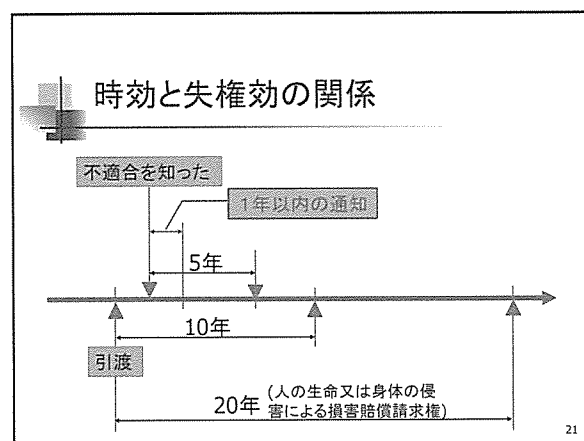 時効と失権効の関係
不適合を知った
1年以内の通知
5年
10年
引渡
20年 (人の生命又は身体の侵
害による損害賠償請求権)
21